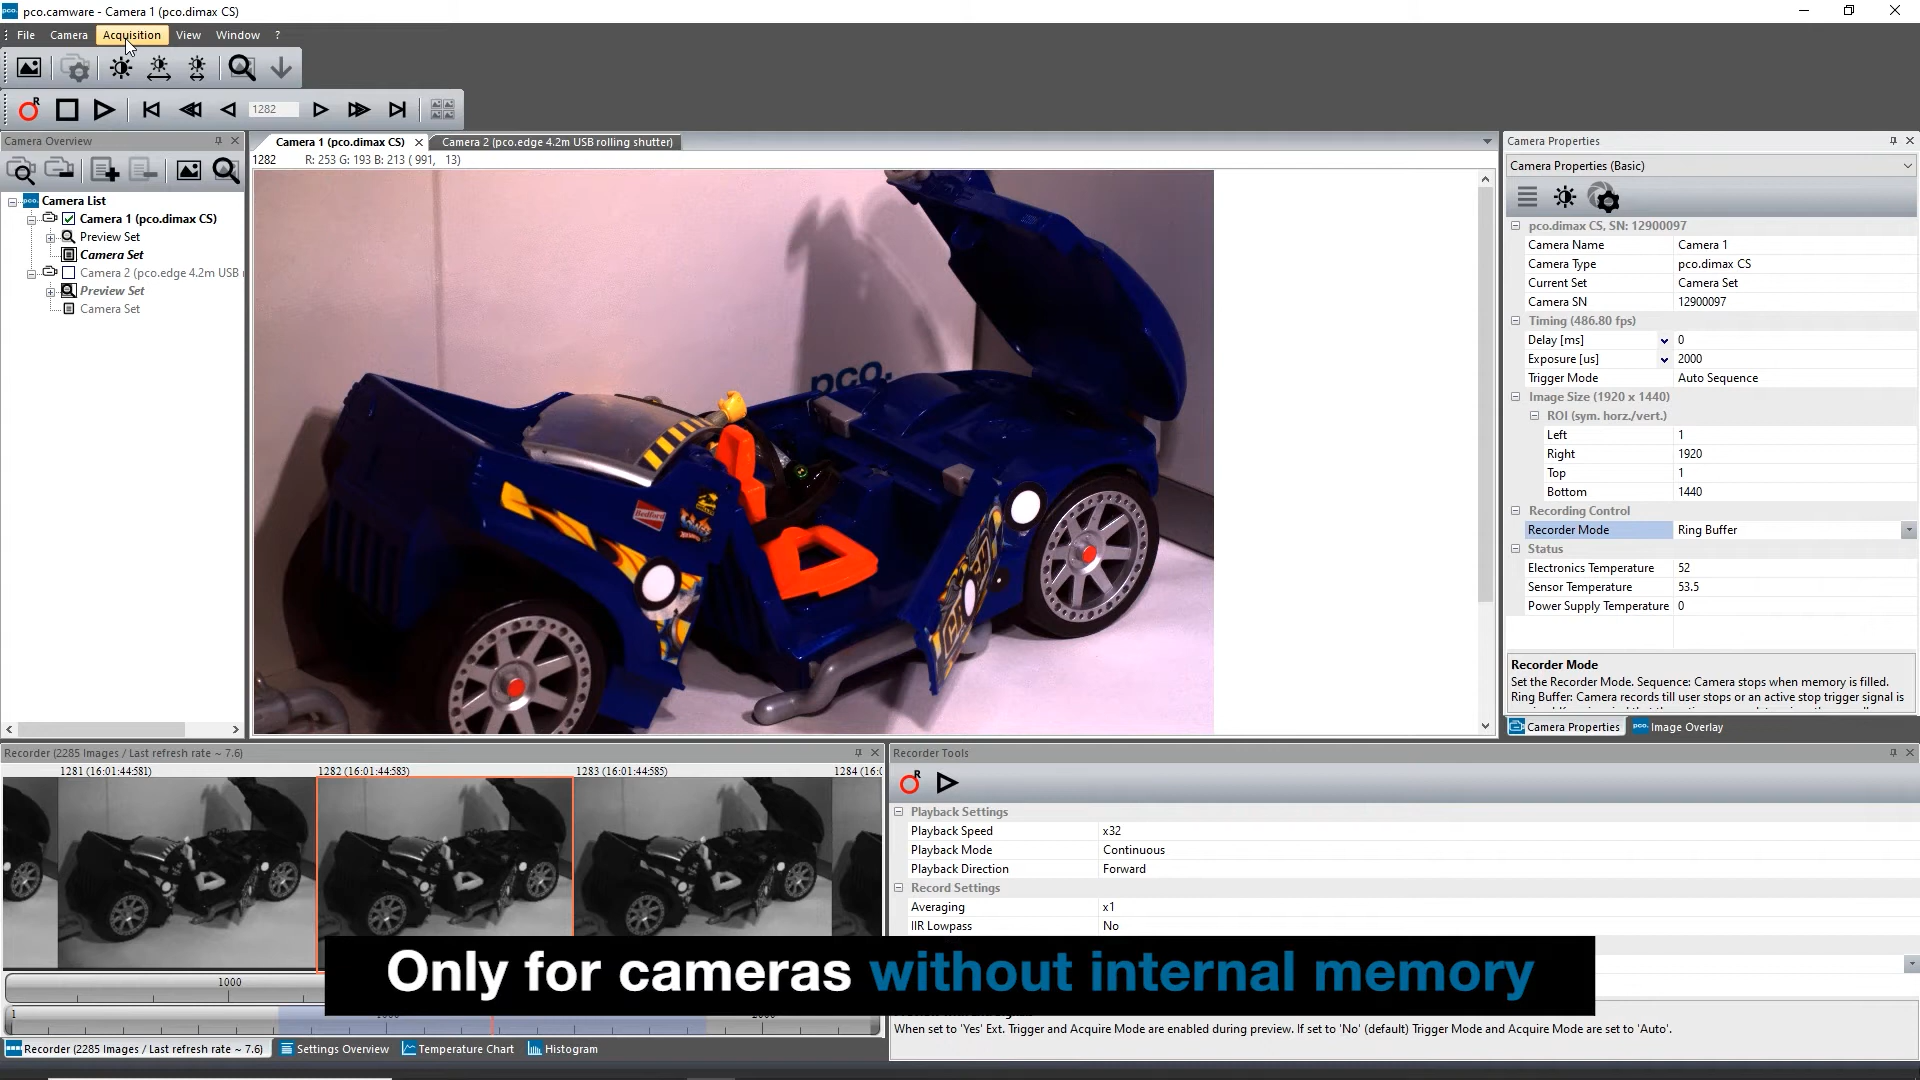 pco. pco.camware - Camera 1 (pco.dimax CS)
File Camera Acquisition View Window ?
R 1282
Camera Overview
Camera List
Camera 1 (pco.dimax CS)
Preview Set
Camera Set
Camera 2 (pco.edge 4.2m USB
Preview Set
Camera Set
Camera 1 (pco.dimax CS) Camera 2 (pco.edge 4.2m USB rolling shutter)
1282 R: 253 G: 193 B: 213 ( 991, 13)
pco.
Bedford
Camera Properties
Camera Properties (Basic)
pco.dimax CS, SN: 12900097
Camera Name Camera 1
Camera Type pco.dimax CS
Current Set Camera Set
Camera SN 12900097
Timing (486.80 fps)
Delay [ms] 0
Exposure [us] 2000
Trigger Mode Auto Sequence
Image Size (1920 x 1440)
ROI (sym. horz./vert.)
Left 1
Right 1920
Top 1
Bottom 1440
Recording Control
Recorder Mode Ring Buffer
Status
Electronics Temperature 52
Sensor Temperature 53.5
Power Supply Temperature 0
Recorder Mode
Set the Recorder Mode. Sequence: Camera stops when memory is filled.
Ring Buffer: Camera records till user stops or an active stop trigger signal is
Camera Properties pco. Image Overlay
Recorder (2285 Images / Last refresh rate ~ 7.6)
1281 (16:01:44:581) 1282 (16:01:44:583) 1283 (16:01:44:585) 1284 (16:0
1000
1
Recorder (2285 Images / Last refresh rate ~ 7.6) Settings Overview Temperature Chart Histogram
Recorder Tools
R
Playback Settings
Playback Speed x32
Playback Mode Continuous
Playback Direction Forward
Record Settings
Averaging x1
IIR Lowpass No
Only for cameras without internal memory
When set to 'Yes' Ext. Trigger and Acquire Mode are enabled during preview. If set to 'No' (default) Trigger Mode and Acquire Mode are set to 'Auto'.